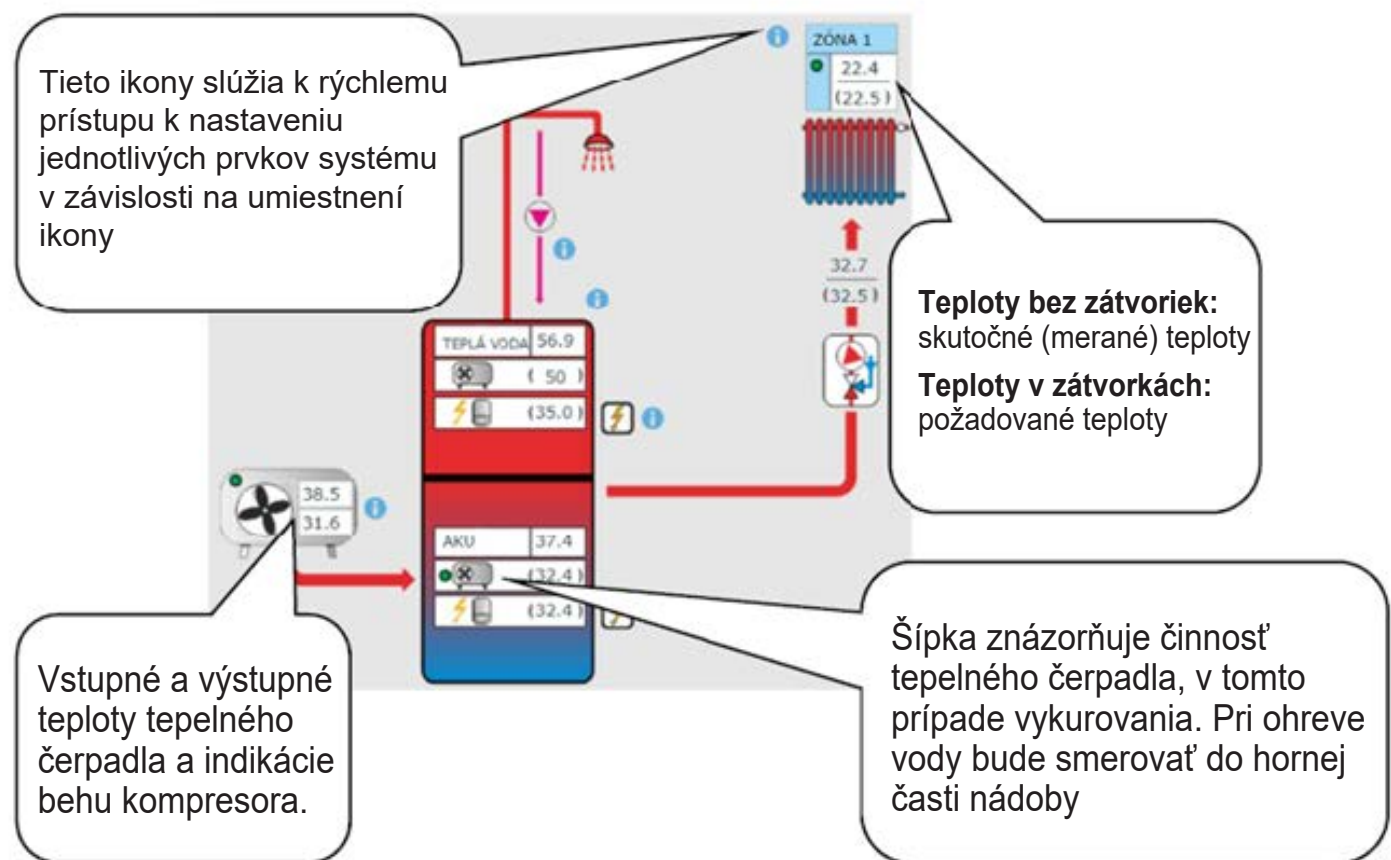 Tieto ikony slúžia k rýchlemu
prístupu k nastaveniu
jednotlivých prvkov systému
v závislosti na umiestnení
ikony
ZÓNA 1
22.4
(22.5)
32.7
(32.5)
Teploty bez zátvoriek:
skutočné (merané) teploty
Teploty v zátvorkách:
požadované teploty
TEPLÁ VODA 56.9
( 50 )
(35.0)
38.5
31.6
AKU 37.4
(32.4)
(32.4)
Vstupné a výstupné
teploty tepelného
čerpadla a indikácie
behu kompresora.
Šípka znázorňuje činnosť
tepelného čerpadla, v tomto
prípade vykurovania. Pri ohreve
vody bude smerovať do hornej
časti nádoby